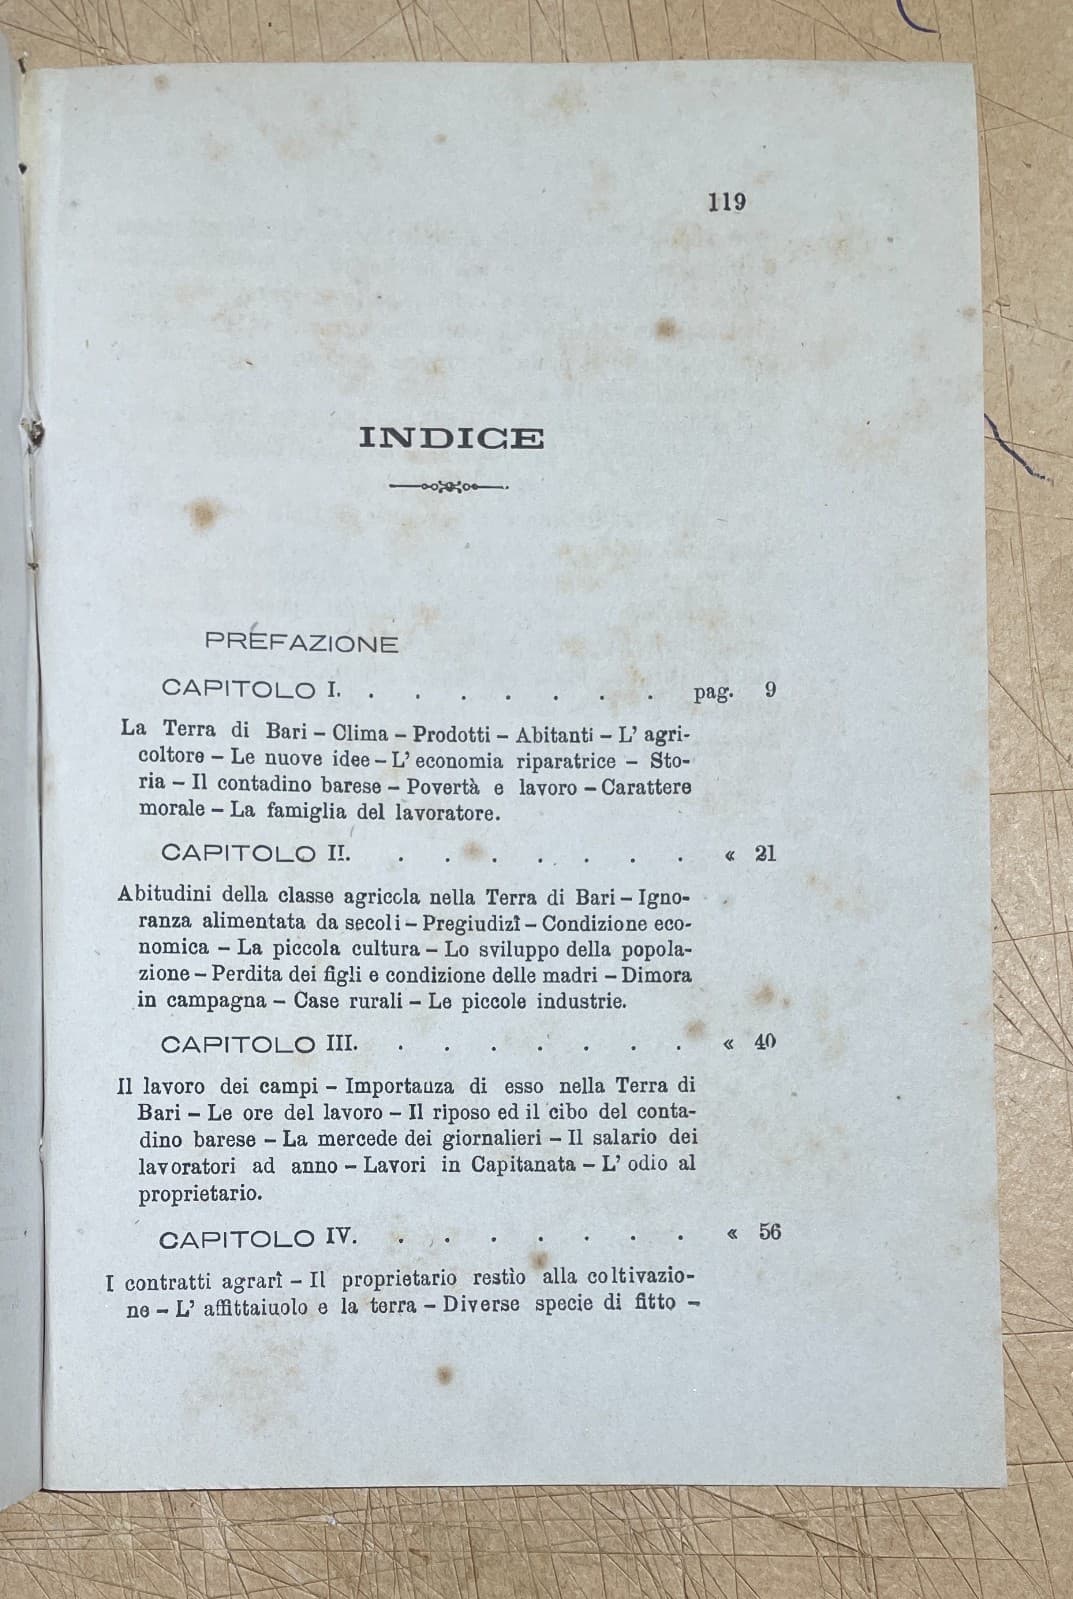 119
INDICE
PREFAZIONE
CAPITOLO I. . . . . . . . pag. 9
La Terra di Bari – Clima – Prodotti – Abitanti – L' agri-
coltore – Le nuove idee – L' economia riparatrice – Sto-
ria – Il contadino barese – Povertà e lavoro – Carattere
morale – La famiglia del lavoratore.
CAPITOLO II. . . . . . . . « 21
Abitudini della classe agricola nella Terra di Bari – Igno-
ranza alimentata da secoli – Pregiudizî – Condizione eco-
nomica – La piccola cultura – Lo sviluppo della popola-
zione – Perdita dei figli e condizione delle madri – Dimora
in campagna – Case rurali – Le piccole industrie.
CAPITOLO III. . . . . . . . « 40
Il lavoro dei campi – Importanza di esso nella Terra di
Bari – Le ore del lavoro – Il riposo ed il cibo del conta-
dino barese – La mercede dei giornalieri – Il salario dei
lavoratori ad anno – Lavori in Capitanata – L' odio al
proprietario.
CAPITOLO IV. . . . . . . . « 56
I contratti agrarî – Il proprietario restìo alla coltivazio-
ne – L' affittaiuolo e la terra – Diverse specie di fitto –